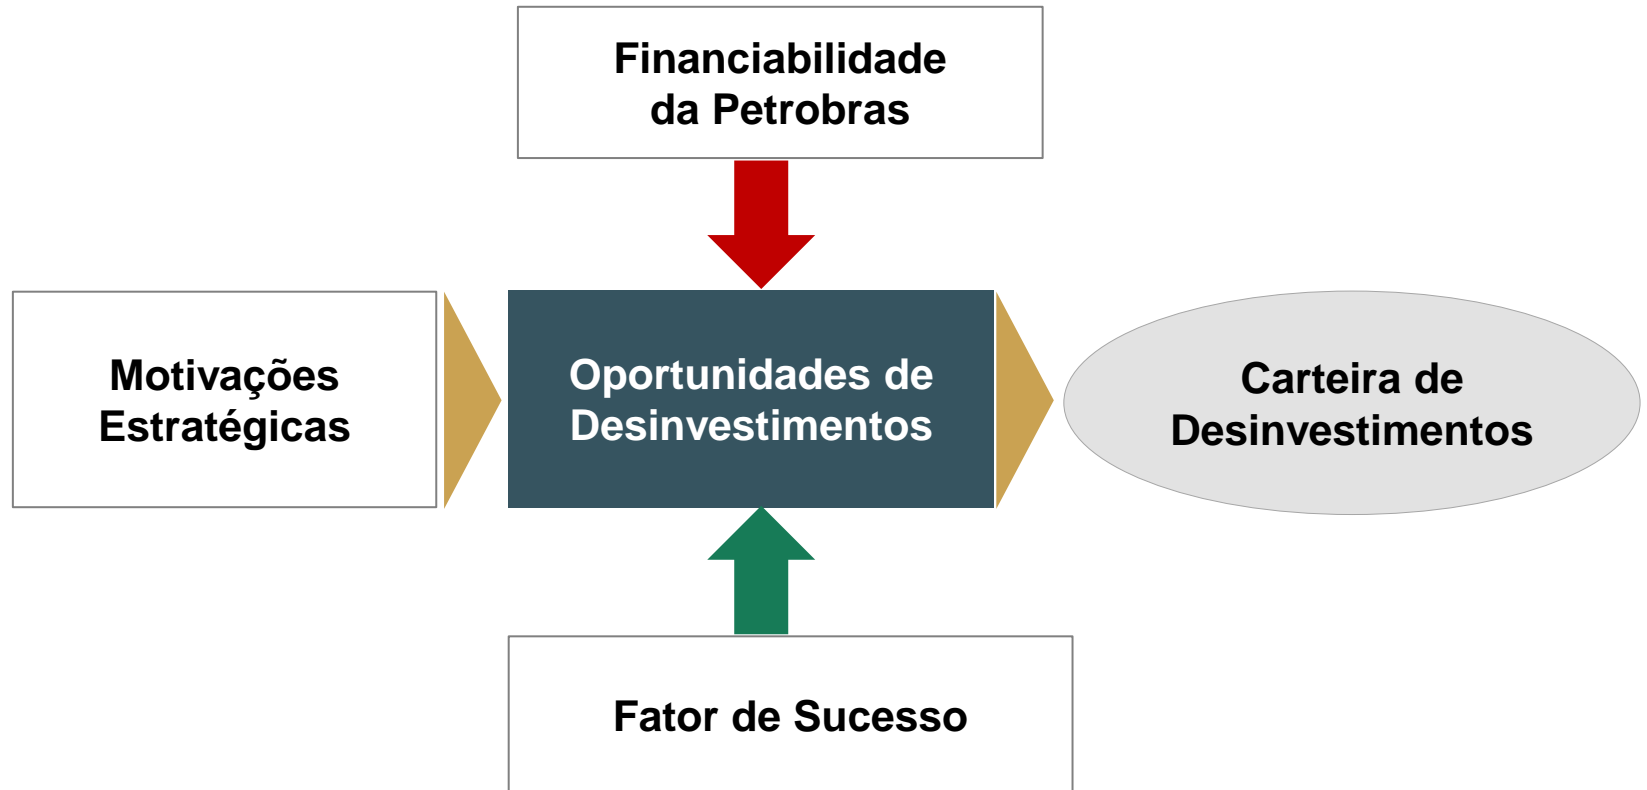 Financiabilidade
da Petrobras
Motivações
Estratégicas
Oportunidades de
Desinvestimentos
Carteira de
Desinvestimentos
Fator de Sucesso